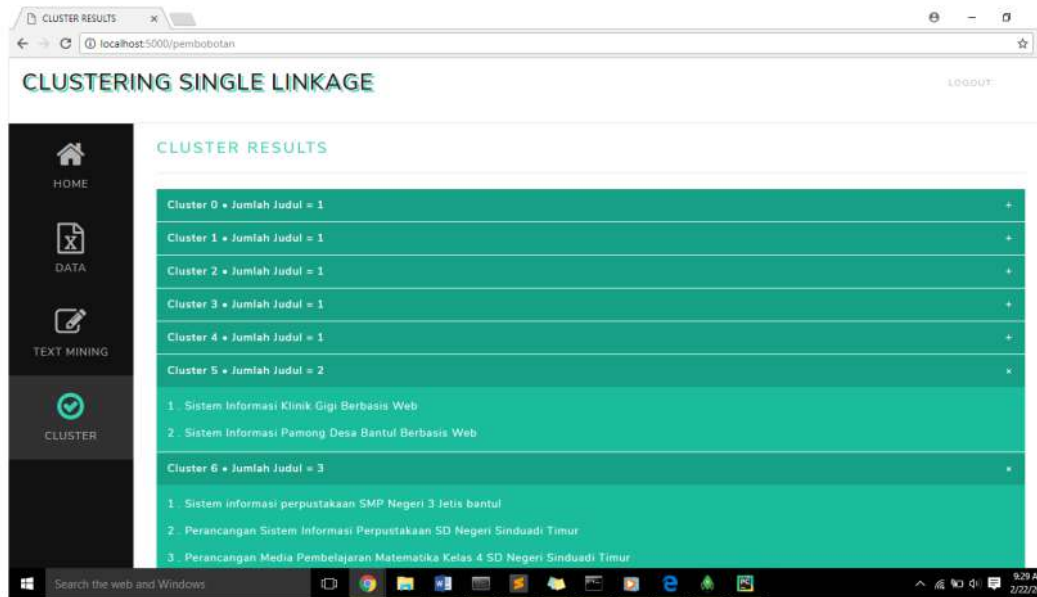 CLUSTER RESULTS
localhost:5000/pembobotan
CLUSTERING SINGLE LINKAGE
LOGOUT
HOME
DATA
TEXT MINING
CLUSTER
CLUSTER RESULTS
Cluster 0 • Jumlah Judul = 1
Cluster 1 • Jumlah Judul = 1
Cluster 2 • Jumlah Judul = 1
Cluster 3 • Jumlah Judul = 1
Cluster 4 • Jumlah Judul = 1
Cluster 5 • Jumlah Judul = 2
1 . Sistem Informasi Klinik Gigi Berbasis Web
2 . Sistem Informasi Pamong Desa Bantul Berbasis Web
Cluster 6 • Jumlah Judul = 3
1 . Sistem informasi perpustakaan SMP Negeri 3 Jetis bantul
2 . Perancangan Sistem Informasi Perpustakaan SD Negeri Sinduadi Timur
3 . Perancangan Media Pembelajaran Matematika Kelas 4 SD Negeri Sinduadi Timur
Search the web and Windows
9:29 A
2/22/2